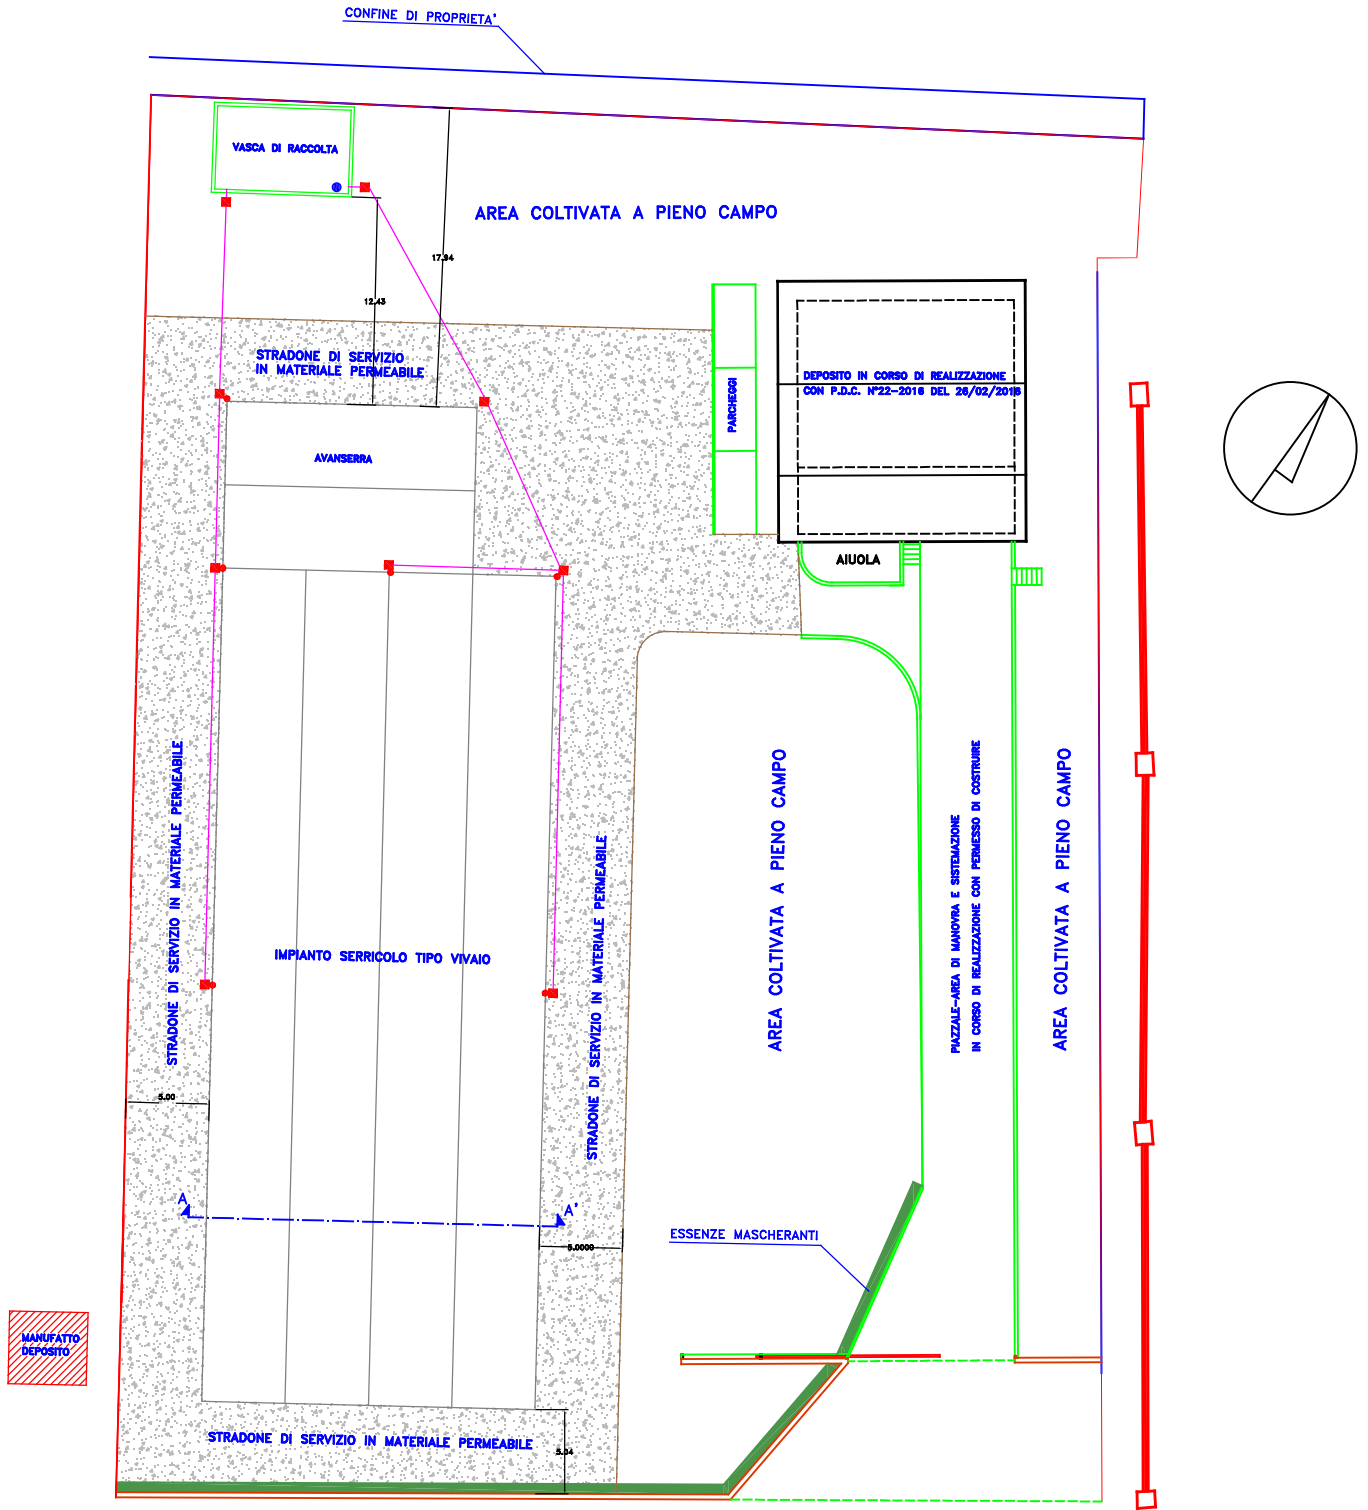 CONFINE DI PROPRIETA'
VASCA DI RACCOLTA
AREA COLTIVATA A PIENO CAMPO
17.94
12.43
STRADONE DI SERVIZIO
IN MATERIALE PERMEABILE
PARCHEGGI
DEPOSITO IN CORSO DI REALIZZAZIONE
CON P.D.C. N°22-2016 DEL 26/02/2016
AVANSERRA
AIUOLA
STRADONE DI SERVIZIO IN MATERIALE PERMEABILE
STRADONE DI SERVIZIO IN MATERIALE PERMEABILE
AREA COLTIVATA A PIENO CAMPO
PIAZZALE-AREA DI MANOVRA E SISTEMAZIONE
IN CORSO DI REALIZZAZIONE CON PERMESSO DI COSTRUIRE
AREA COLTIVATA A PIENO CAMPO
IMPIANTO SERRICOLO TIPO VIVAIO
5.00
A
A'
5.0000
ESSENZE MASCHERANTI
MANUFATTO
DEPOSITO
STRADONE DI SERVIZIO IN MATERIALE PERMEABILE
5.04